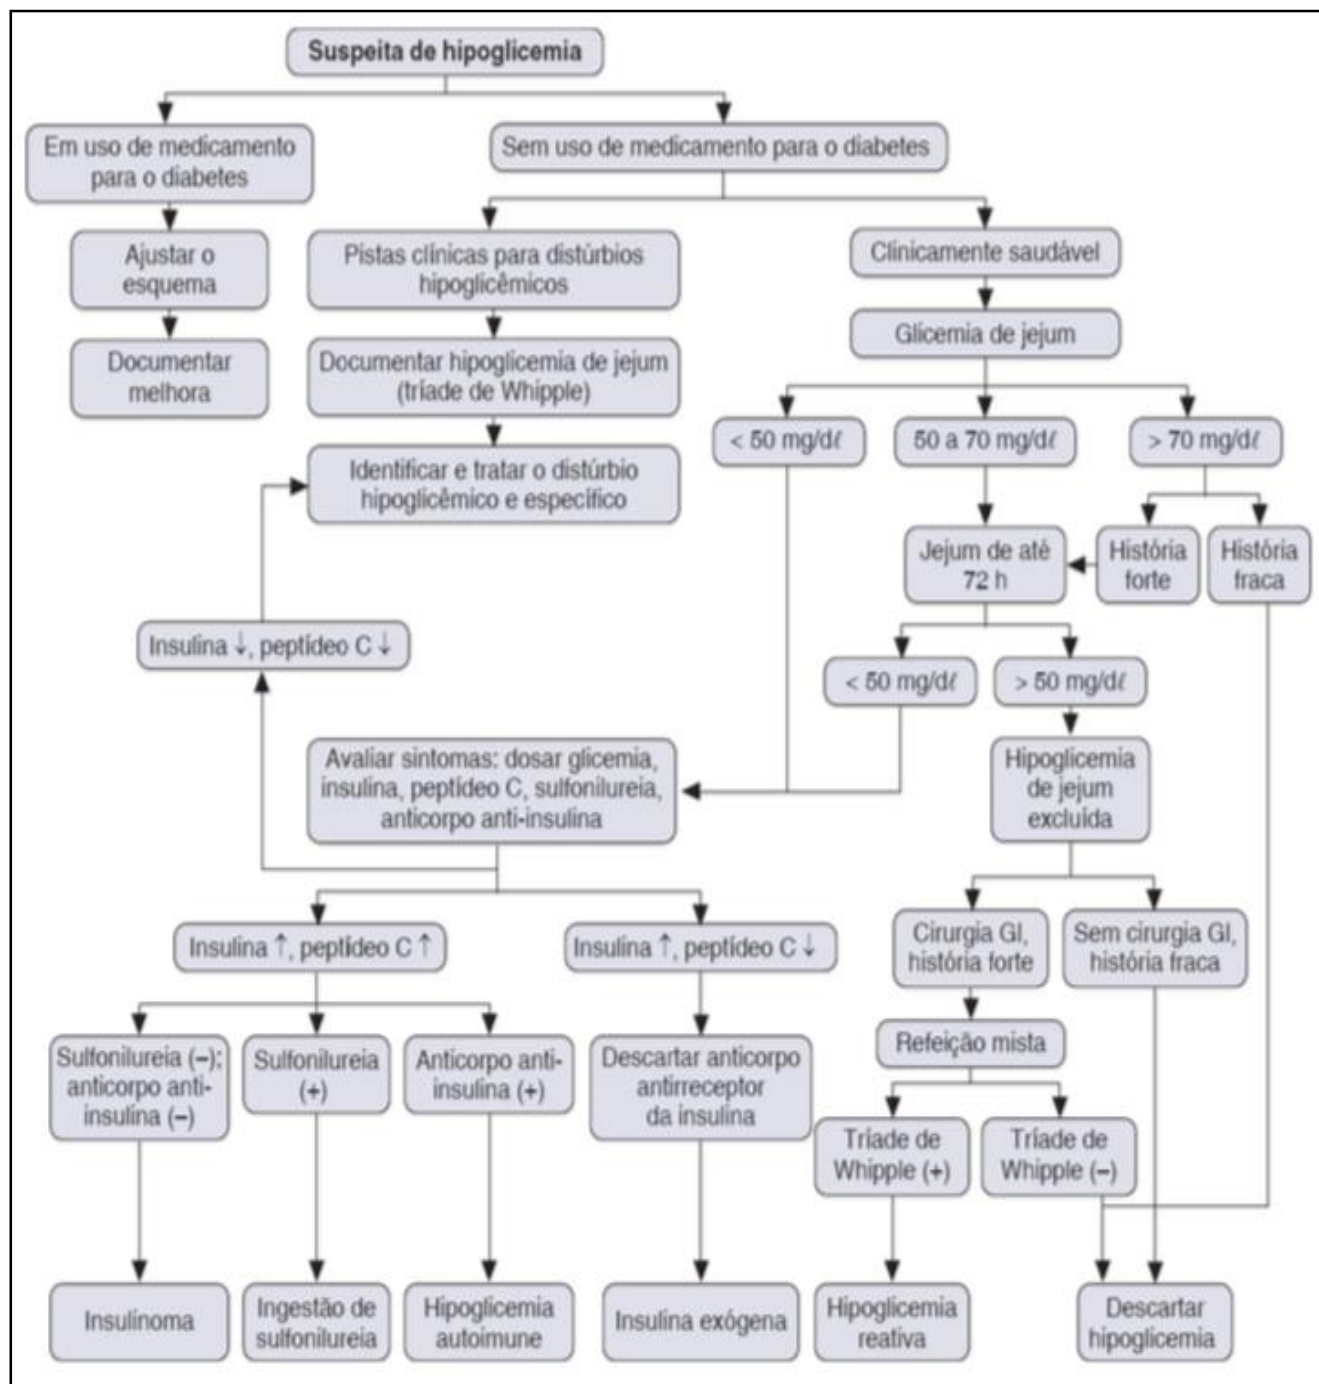 Suspeita de hipoglicemia
Em uso de medicamento
para o diabetes
Sem uso de medicamento para o diabetes
Ajustar o
esquema
Pistas clínicas para distúrbios
hipoglicêmicos
Clinicamente saudável
Documentar
melhora
Documentar hipoglicemia de jejum
(tríade de Whipple)
Glicemia de jejum
< 50 mg/dℓ
50 a 70 mg/dℓ
> 70 mg/dℓ
Identificar e tratar o distúrbio
hipoglicêmico e específico
Jejum de até
72 h
História
forte
História
fraca
Insulina ↓, peptídeo C ↓
< 50 mg/dℓ
> 50 mg/dℓ
Avaliar sintomas: dosar glicemia,
insulina, peptídeo C, sulfonilureia,
anticorpo anti-insulina
Hipoglicemia
de jejum
excluída
Insulina ↑, peptídeo C ↑
Insulina ↑, peptídeo C ↓
Cirurgia GI,
história forte
Sem cirurgia GI,
história fraca
Sulfonilureia (–);
anticorpo anti-
insulina (–)
Sulfonilureia
(+)
Anticorpo anti-
insulina (+)
Descartar anticorpo
antirreceptor
da insulina
Refeição mista
Tríade de
Whipple (+)
Tríade de
Whipple (–)
Insulinoma
Ingestão de
sulfonilureia
Hipoglicemia
autoimune
Insulina exógena
Hipoglicemia
reativa
Descartar
hipoglicemia